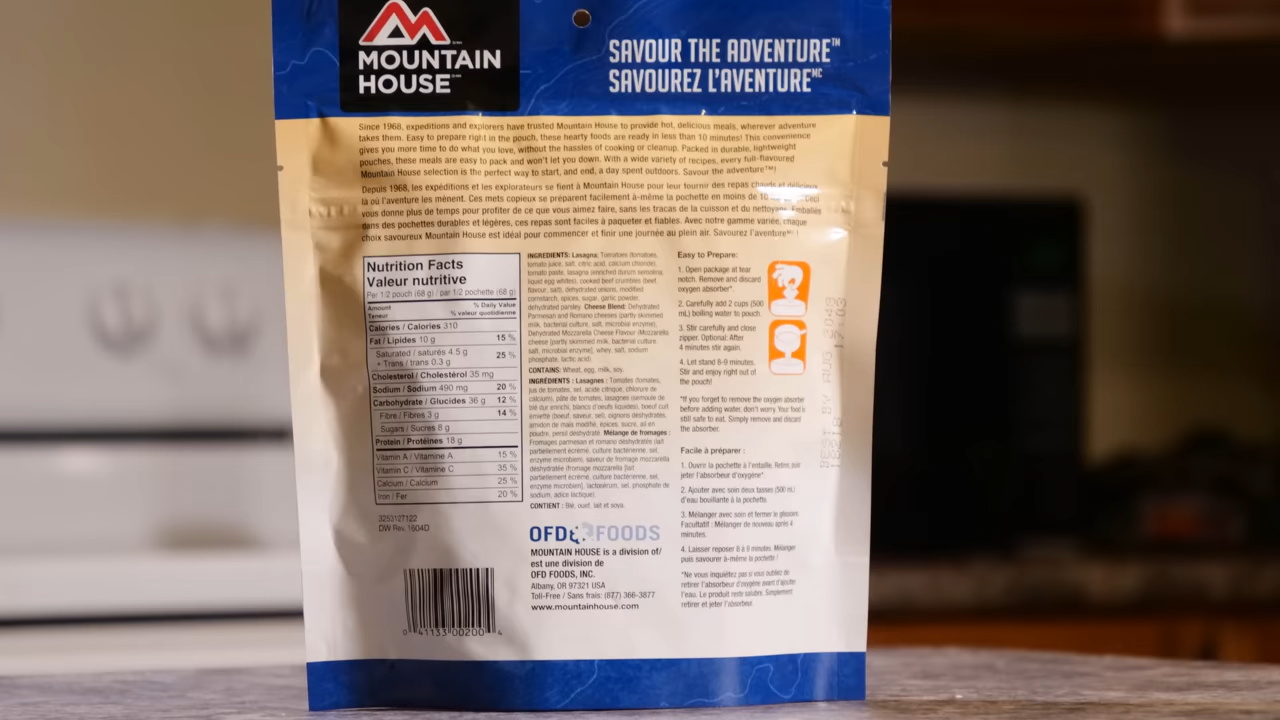 MOUNTAIN
HOUSE
SAVOUR THE ADVENTURE™
SAVOUREZ L'AVENTURE MC
Since 1968, expeditions and explorers have trusted Mountain House to provide hot, delicious meals, wherever adventure
takes them. Easy to prepare right in the pouch, these hearty foods are ready in less than 10 minutes! This convenience
gives you more time to do what you love, without the hassles of cooking or cleanup. Packed in durable, lightweight
pouches, these meals are easy to pack and won't let you down. With a wide variety of recipes, every full-flavoured
Mountain House selection is the perfect way to start, and end, a day spent outdoors. Savour the adventure™!
Depuis 1968, les expéditions et les explorateurs se fient à Mountain House pour leur fournir des repas chauds et délicieux,
là où l'aventure les mènent. Ces mets copieux se préparent facilement à-même la pochette en moins de 10 Ceci
vous donne plus de temps pour profiter de ce que vous aimez faire, sans les tracas de la cuisson et du nettoyage. Emballés
dans des pochettes durables et légères, ces repas sont faciles à paqueter et fiables. Avec notre gamme variée, chaque
choix savoureux Mountain House est idéal pour commencer et finir une journée au plein air. Savourez l'aventure MC !
Nutrition Facts
Valeur nutritive
Per 1/2 pouch (68 g) / par 1/2 pochette (68 g)
Amount % Daily Value
Teneur % valeur quotidienne
Calories / Calories 310
Fat / Lipides 10 g 15 %
Saturated / saturés 4.5 g
+ Trans / trans 0.3 g 25 %
Cholesterol / Cholestérol 35 mg
Sodium / Sodium 490 mg 20 %
Carbohydrate / Glucides 36 g 12 %
Fibre / Fibres 3 g 14 %
Sugars / Sucres 8 g
Protein / Protéines 18 g
Vitamin A / Vitamine A 15 %
Vitamin C / Vitamine C 35 %
Calcium / Calcium 25 %
Iron / Fer 20 %
3253127122
DW Rev. 1604D
0 41133 00200 4
INGREDIENTS: Lasagna: Tomatoes (tomatoes,
tomato juice, salt, citric acid, calcium chloride),
tomato paste, lasagna (enriched durum semolina,
liquid egg whites), cooked beef crumbles (beef,
flavour, salt), dehydrated onions, modified
cornstarch, spices, sugar, garlic powder,
dehydrated parsley. Cheese Blend: Dehydrated
Parmesan and Romano cheeses (partly skimmed
milk, bacterial culture, salt, microbial enzyme),
Dehydrated Mozzarella Cheese Flavour (Mozzarella
cheese (partly skimmed milk, bacterial culture,
salt, microbial enzyme), whey, salt, sodium
phosphate, lactic acid).
CONTAINS: Wheat, egg, milk, soy.
INGRÉDIENTS : Lasagnes : Tomates (tomates,
jus de tomates, sel, acide citrique, chlorure de
calcium), pâte de tomates, lasagnes (semoule de
blé dur enrichi, blancs d'oeufs liquides), boeuf cuit
émietté (boeuf, saveur, sel), oignons déshydratés,
amidon de maïs modifié, épices, sucre, ail en
poudre, persil déshydraté. Mélange de fromages :
Fromages parmesan et romano déshydratés (lait
partiellement écrémé, culture bactérienne, sel,
enzyme microbien), saveur de fromage mozzarella
déshydratée (fromage mozzarella (lait
partiellement écrémé, culture bactérienne, sel,
enzyme microbien), lactosérum, sel, phosphate de
sodium, adice lactique).
CONTIENT : Blé, ouef, lait et soya.
OFD FOODS
MOUNTAIN HOUSE is a division of/
est une division de
OFD FOODS, INC.
Albany, OR 97321 USA
Toll-Free / Sans frais: (877) 366-3877
www.mountainhouse.com
Easy to Prepare:
1. Open package at tear
notch. Remove and discard
oxygen absorber*.
2. Carefully add 2 cups (500
mL) boiling water to pouch.
3. Stir carefully and close
zipper. Optional: After
4 minutes stir again.
4. Let stand 8-9 minutes.
Stir and enjoy right out of
the pouch!
*If you forget to remove the oxygen absorber
before adding water, don't worry. Your food is
still safe to eat. Simply remove and discard
the absorber.
Facile à préparer :
1. Ouvrir la pochette à l'entaille. Retirez puis
jeter l'absorbeur d'oxygène*.
2. Ajouter avec soin deux tasses (500 mL)
d'eau bouillante à la pochette.
3. Mélanger avec soin et fermer le glissoir.
Facultatif : Mélanger de nouveau après 4
minutes.
4. Laisser reposer 8 à 9 minutes. Mélanger
puis savourer à-même la pochette !
*Ne vous inquiétez pas si vous oubliez de
retirer l'absorbeur d'oxygène avant d'ajouter
l'eau. Le produit reste salubre. Simplement
retirer et jeter l'absorbeur.
BEST BY AUG 2048